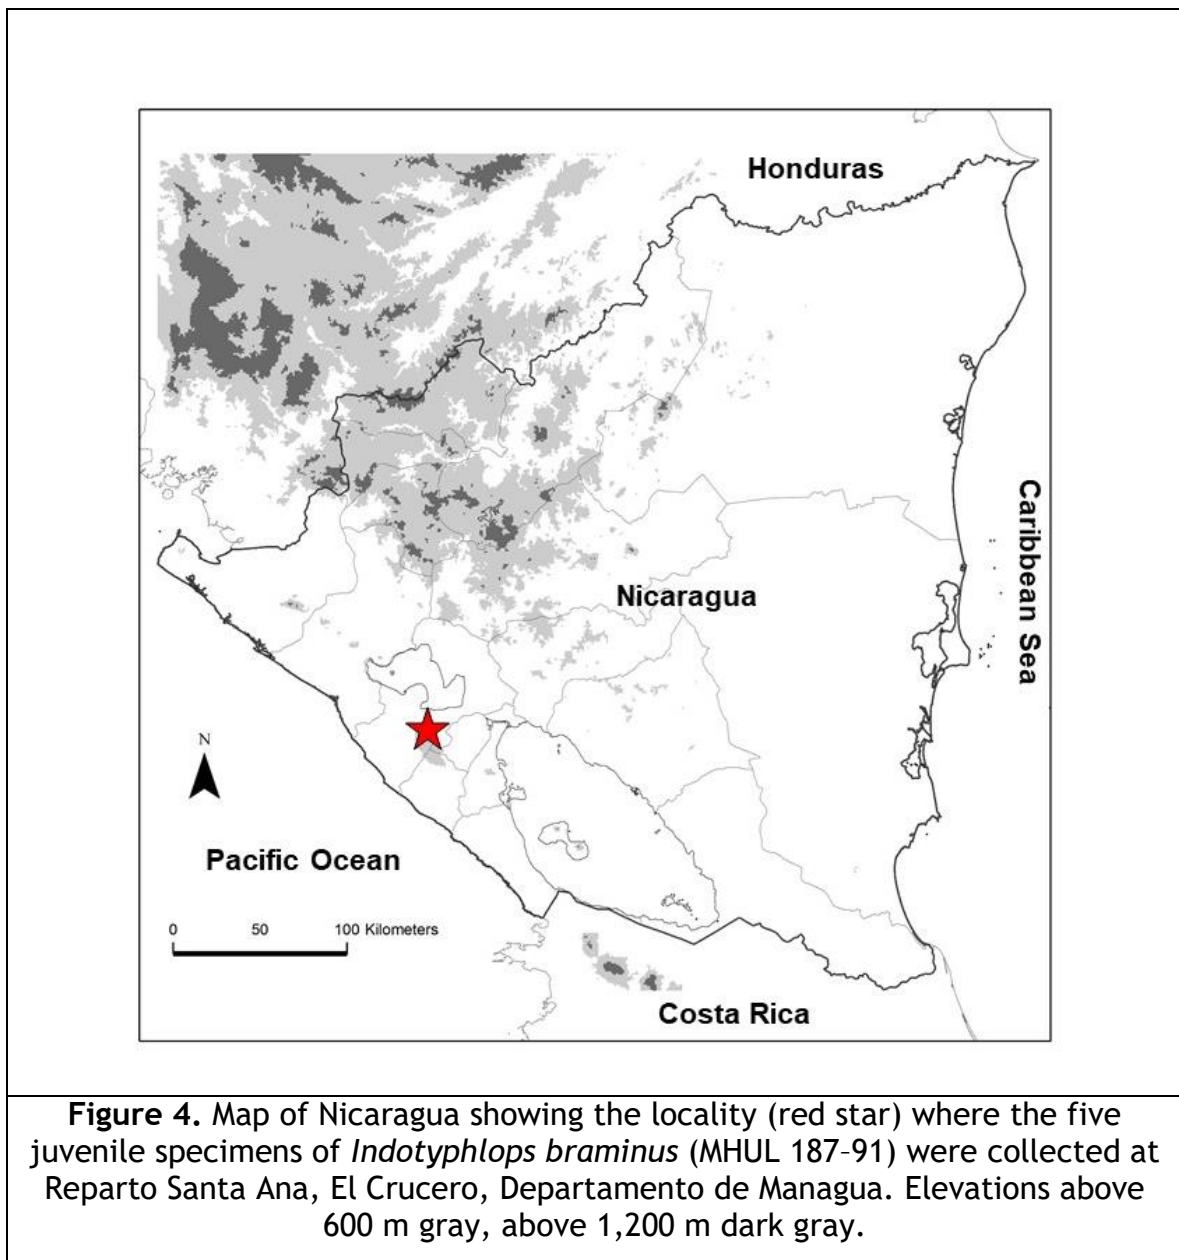 Honduras
Caribbean Sea
Nicaragua
N
Pacific Ocean
0 50 100 Kilometers
Costa Rica
Figure 4. Map of Nicaragua showing the locality (red star) where the five
juvenile specimens of Indotyphlops braminus (MHUL 187–91) were collected at
Reparto Santa Ana, El Crucero, Departamento de Managua. Elevations above
600 m gray, above 1,200 m dark gray.